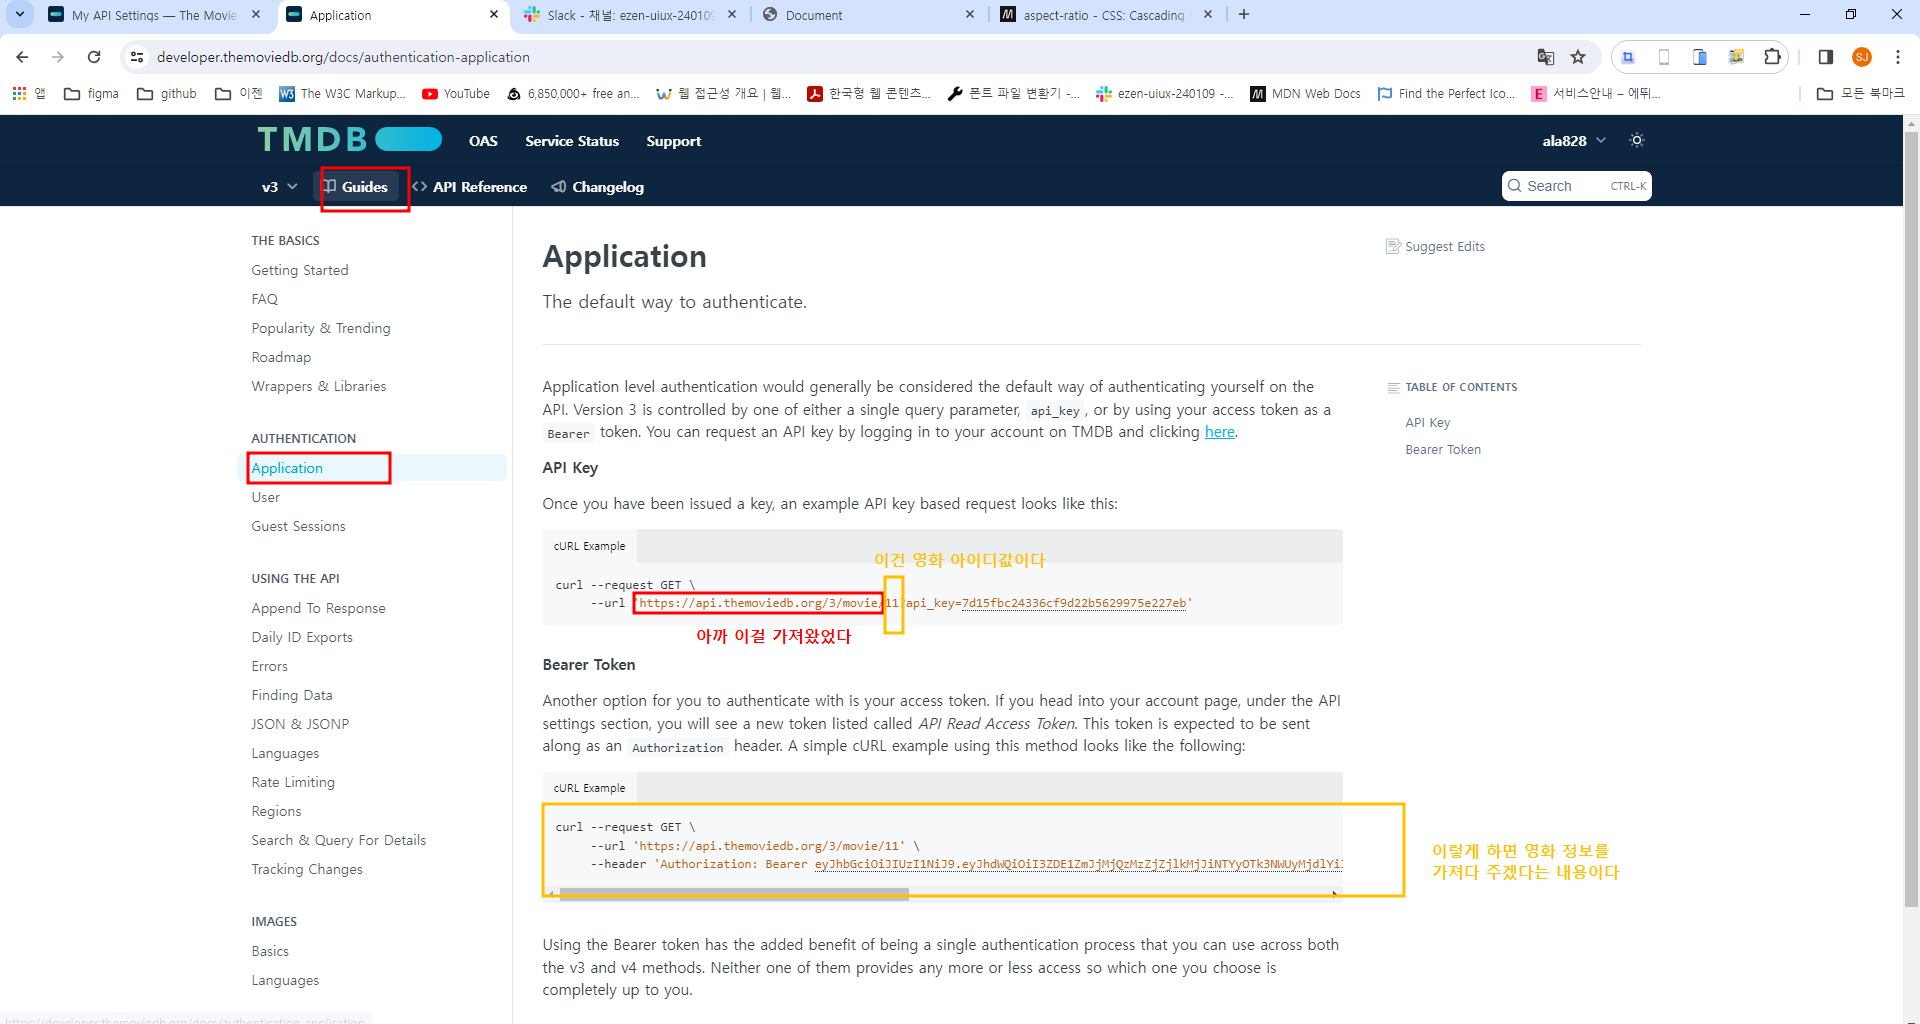 My API Settings — The Movie
Application
Slack - 채널: ezen-uiux-240109
Document
aspect-ratio - CSS: Cascading
developer.themoviedb.org/docs/authentication-application
SJ
앱
figma
github
이젠
The W3C Markup...
YouTube
6,850,000+ free an...
웹 접근성 개요 | 웹...
한국형 웹 콘텐츠...
폰트 파일 변환기 -...
ezen-uiux-240109 -...
MDN Web Docs
Find the Perfect Ico...
서비스안내 – 에뛰...
모든 북마크
TMDB
OAS
Service Status
Support
ala828
v3
Guides
API Reference
Changelog
Search
CTRL-K
THE BASICS
Getting Started
FAQ
Popularity & Trending
Roadmap
Wrappers & Libraries
AUTHENTICATION
Application
User
Guest Sessions
USING THE API
Append To Response
Daily ID Exports
Errors
Finding Data
JSON & JSONP
Languages
Rate Limiting
Regions
Search & Query For Details
Tracking Changes
IMAGES
Basics
Languages
https://developer.themoviedb.org/docs/authentication-application
Application
The default way to authenticate.
Suggest Edits
Application level authentication would generally be considered the default way of authenticating yourself on the
API. Version 3 is controlled by one of either a single query parameter, api_key, or by using your access token as a
Bearer token. You can request an API key by logging in to your account on TMDB and clicking here.
TABLE OF CONTENTS
API Key
Bearer Token
API Key
Once you have been issued a key, an example API key based request looks like this:
cURL Example
이건 영화 아이디값이다
curl --request GET \
--url 'https://api.themoviedb.org/3/movie/11?api_key=7d15fbc24336cf9d22b5629975e227eb'
아까 이걸 가져왔었다
Bearer Token
Another option for you to authenticate with is your access token. If you head into your account page, under the API
settings section, you will see a new token listed called API Read Access Token. This token is expected to be sent
along as an Authorization header. A simple cURL example using this method looks like the following:
cURL Example
curl --request GET \
--url 'https://api.themoviedb.org/3/movie/11' \
--header 'Authorization: Bearer eyJhbGciOiJIUzI1NiJ9.eyJhdWQiOiI3ZDE1ZmJjMjQzMzZjZjlkMjJiNTYyOTk3NWUyMjdlYi
이렇게 하면 영화 정보를
가져다 주겠다는 내용이다
Using the Bearer token has the added benefit of being a single authentication process that you can use across both
the v3 and v4 methods. Neither one of them provides any more or less access so which one you choose is
completely up to you.